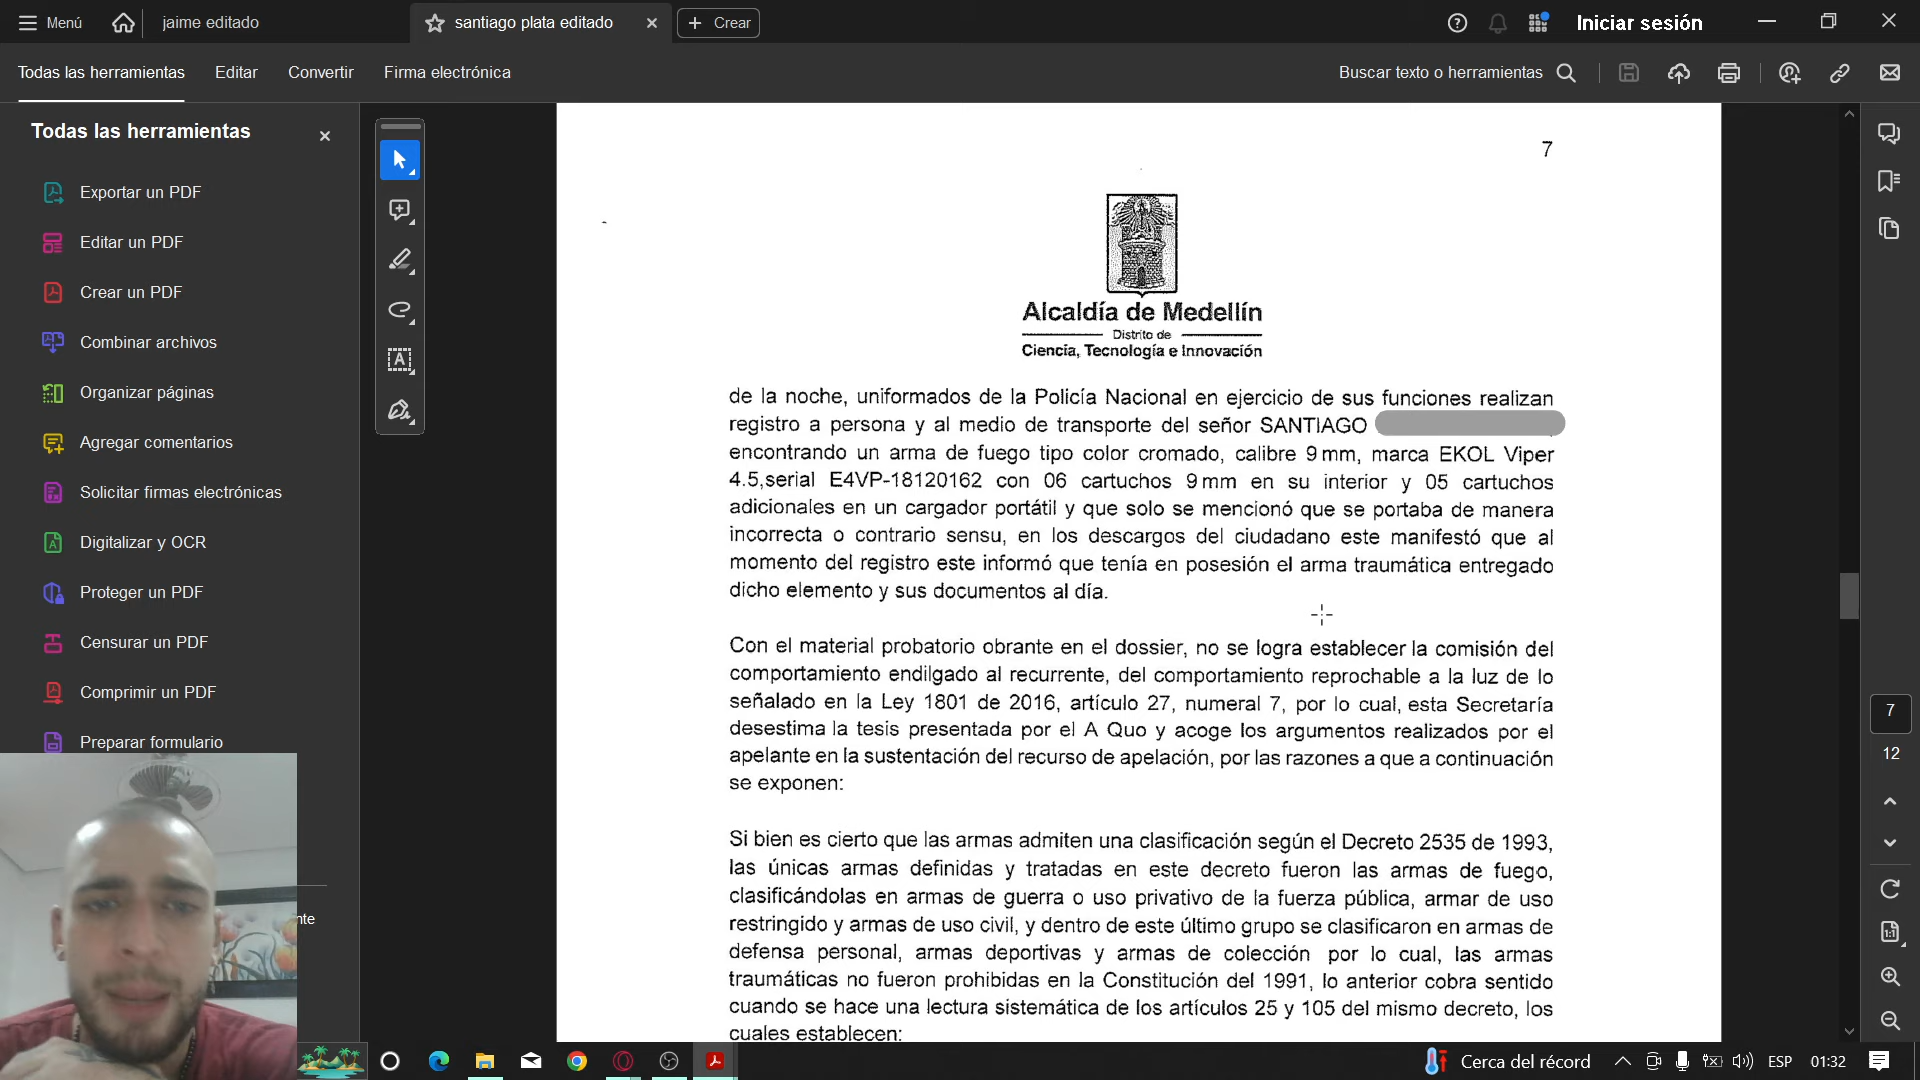 Menú
jaime editado
santiago plata editado
Crear
Iniciar sesión
Todas las herramientas
Editar
Convertir
Firma electrónica
Buscar texto o herramientas
Todas las herramientas
Exportar un PDF
Editar un PDF
Crear un PDF
Combinar archivos
Organizar páginas
Agregar comentarios
Solicitar firmas electrónicas
Digitalizar y OCR
Proteger un PDF
Censurar un PDF
Comprimir un PDF
Preparar formulario
nte
7
Alcaldía de Medellín
Distrito de
Ciencia, Tecnología e Innovación
de la noche, uniformados de la Policía Nacional en ejercicio de sus funciones realizan
registro a persona y al medio de transporte del señor SANTIAGO
encontrando un arma de fuego tipo color cromado, calibre 9 mm, marca EKOL Viper
4.5,serial E4VP-18120162 con 06 cartuchos 9 mm en su interior y 05 cartuchos
adicionales en un cargador portátil y que solo se mencionó que se portaba de manera
incorrecta o contrario sensu, en los descargos del ciudadano este manifestó que al
momento del registro este informó que tenía en posesión el arma traumática entregado
dicho elemento y sus documentos al día.
Con el material probatorio obrante en el dossier, no se logra establecer la comisión del
comportamiento endilgado al recurrente, del comportamiento reprochable a la luz de lo
señalado en la Ley 1801 de 2016, artículo 27, numeral 7, por lo cual, esta Secretaría
desestima la tesis presentada por el A Quo y acoge los argumentos realizados por el
apelante en la sustentación del recurso de apelación, por las razones a que a continuación
se exponen:
Si bien es cierto que las armas admiten una clasificación según el Decreto 2535 de 1993,
las únicas armas definidas y tratadas en este decreto fueron las armas de fuego,
clasificándolas en armas de guerra o uso privativo de la fuerza pública, armar de uso
restringido y armas de uso civil, y dentro de este último grupo se clasificaron en armas de
defensa personal, armas deportivas y armas de colección por lo cual, las armas
traumáticas no fueron prohibidas en la Constitución del 1991, lo anterior cobra sentido
cuando se hace una lectura sistemática de los artículos 25 y 105 del mismo decreto, los
cuales establecen:
7
12
Cerca del récord
ESP
01:32